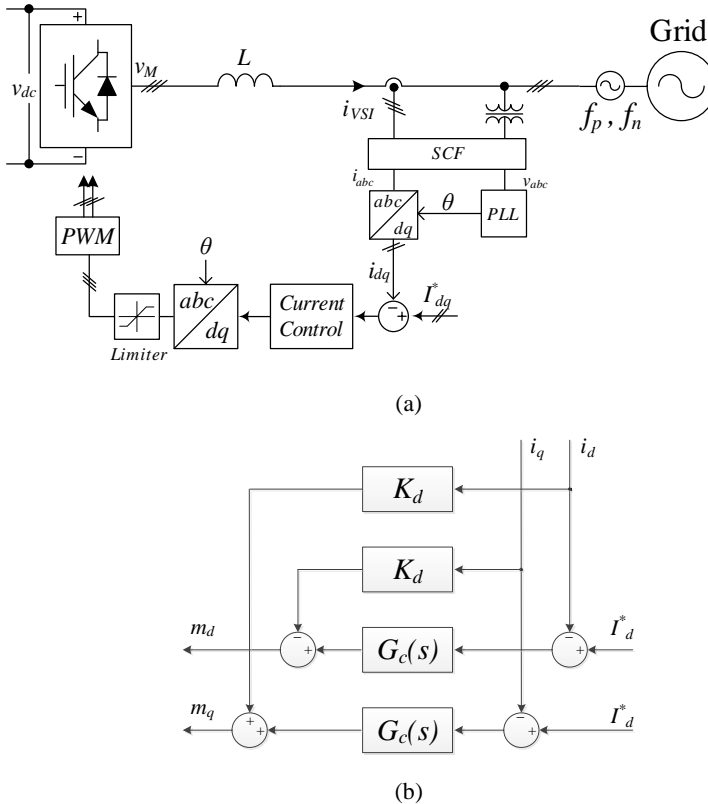 Grid
+
v_dc
v_M
L
i_VSI
f_p , f_n
−
SCF
i_abc
v_abc
abc
dq
θ
PLL
PWM
θ
i_dq
I*_dq
abc
dq
Current
Control
−
+
Limiter
(a)
i_q
i_d
K_d
K_d
m_d
−
+
G_c(s)
−
+
I*_d
m_q
+
+
G_c(s)
−
+
I*_d
(b)